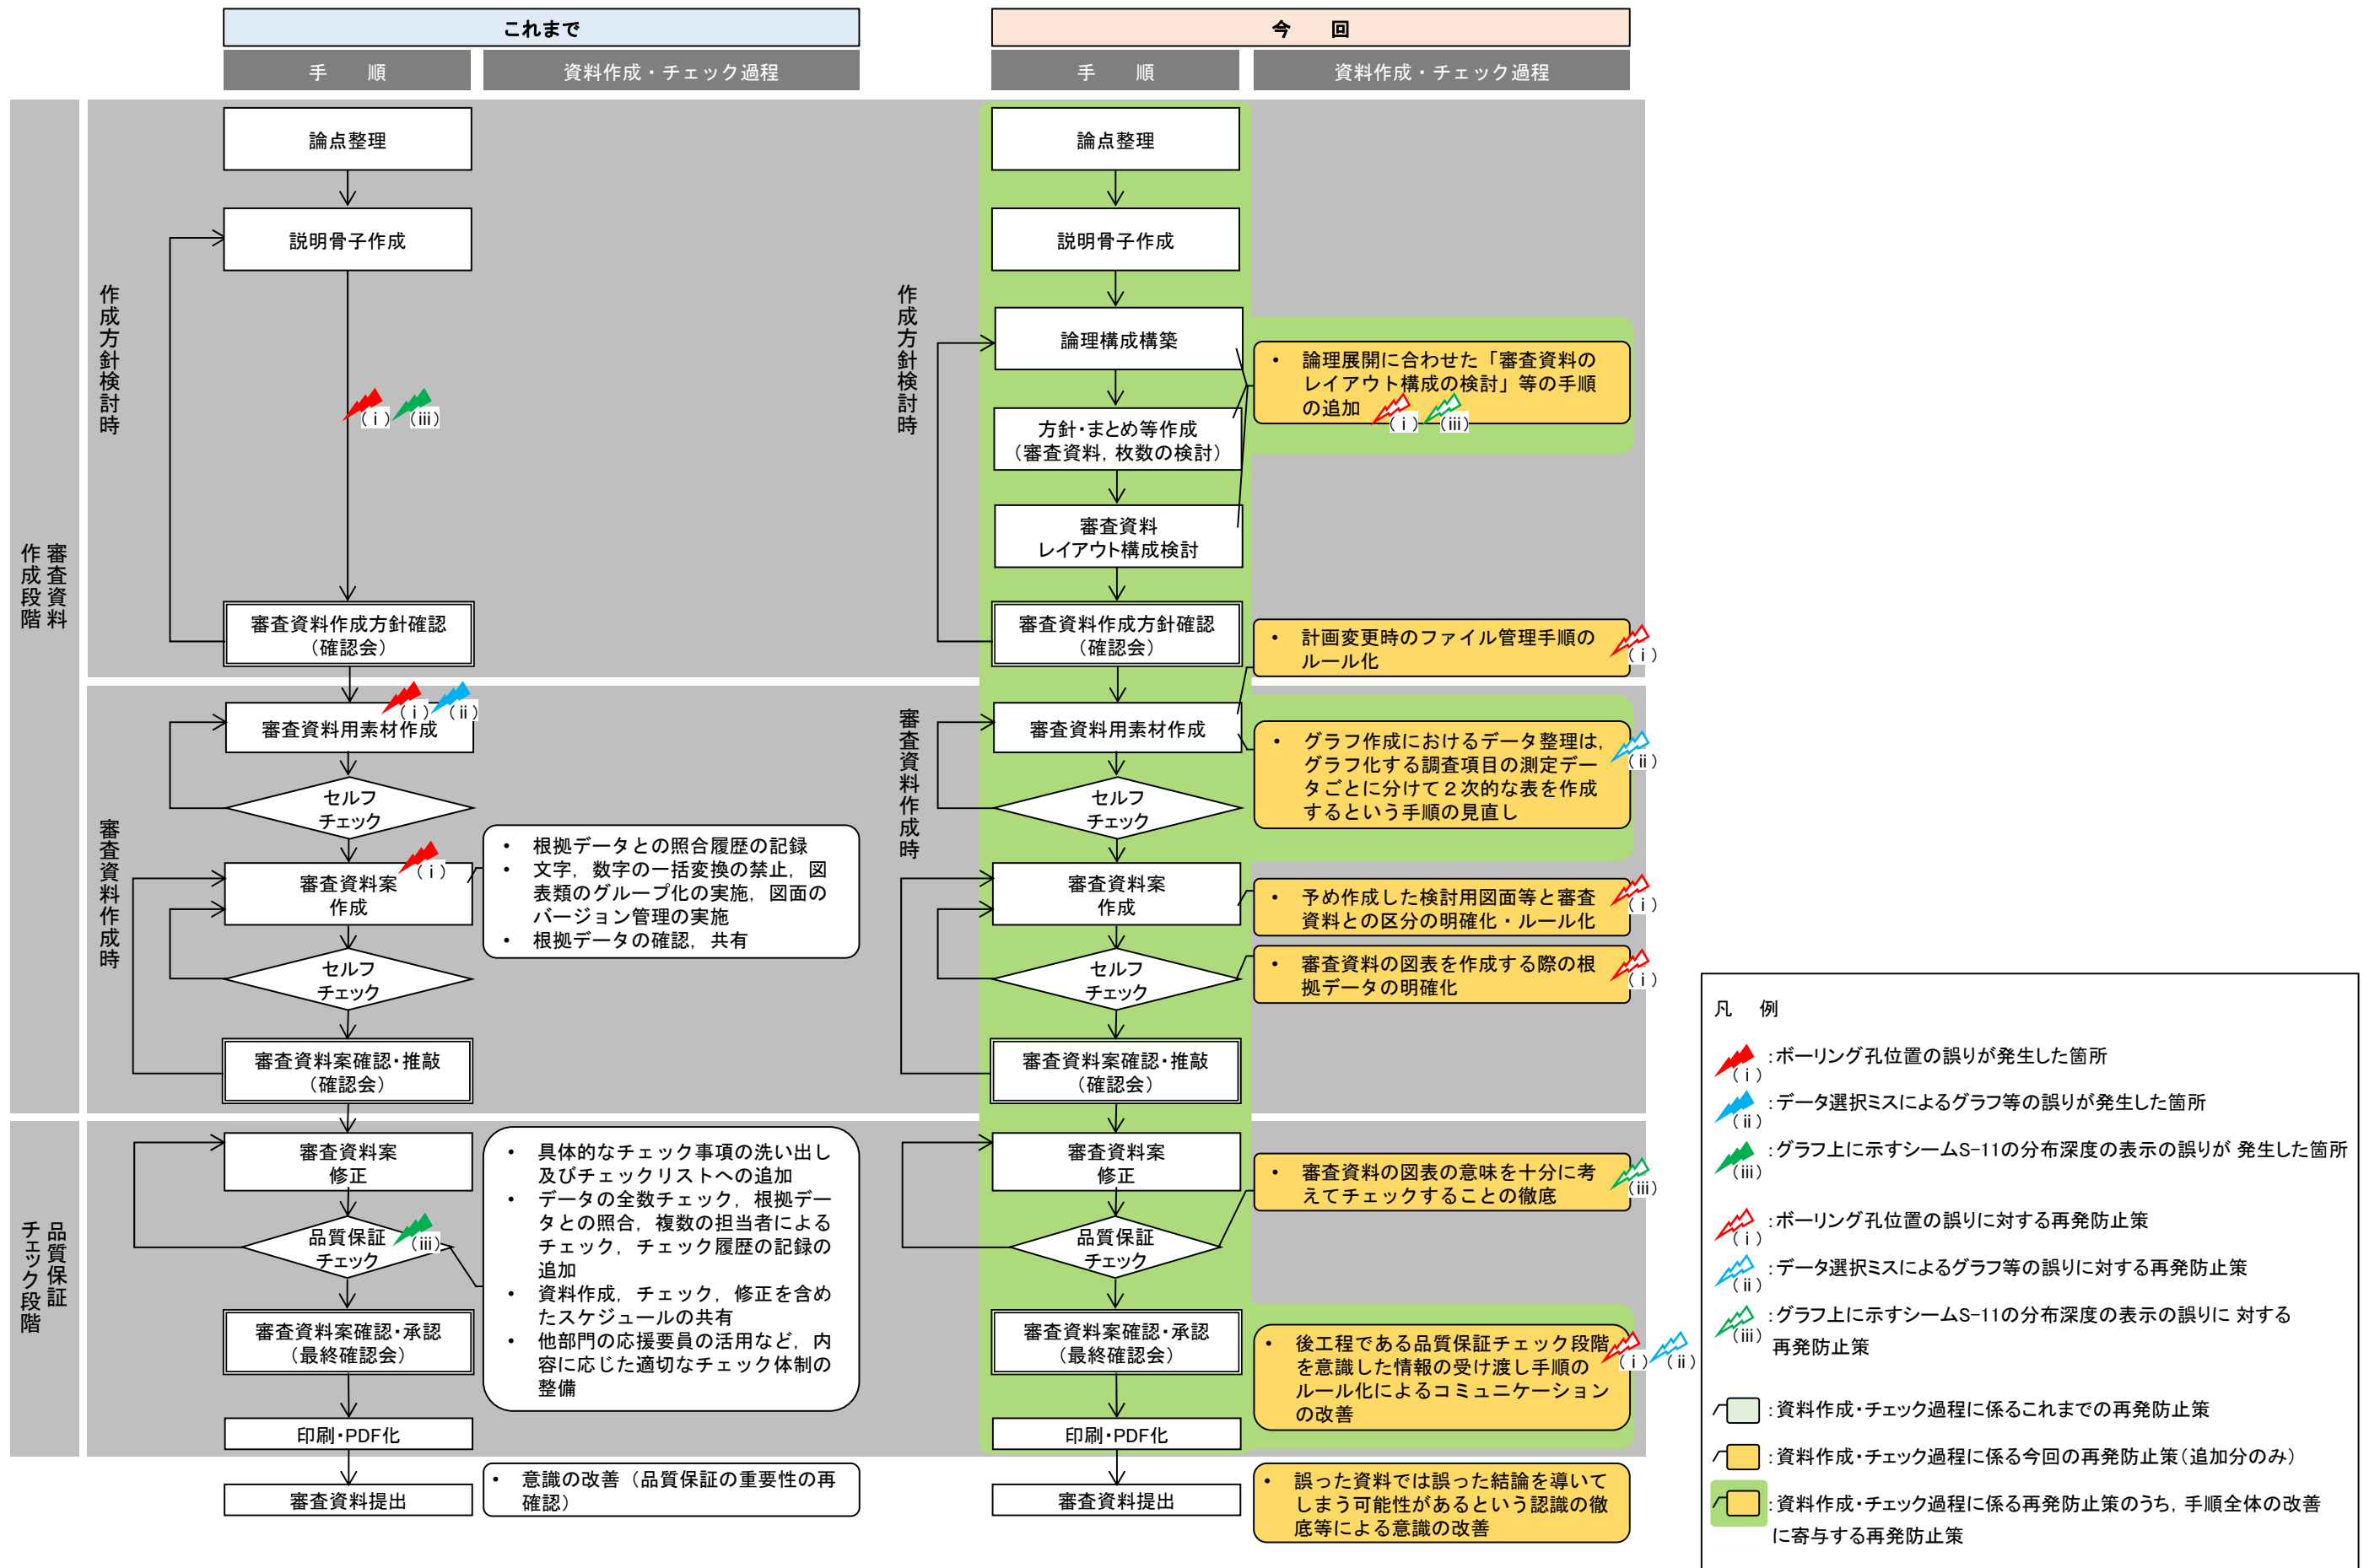 これまで
手　　順
資料作成・チェック過程
今　　回
手　　順
資料作成・チェック過程
審査資料
作成段階
品質保証
チェック段階
作成方針検討時
審査資料作成時
論点整理
説明骨子作成
(ⅰ)
(ⅲ)
審査資料作成方針確認
(確認会)
(ⅰ)
(ⅱ)
審査資料用素材作成
セルフ
チェック
(ⅰ)
審査資料案
作成
セルフ
チェック
審査資料案確認・推敲
(確認会)
審査資料案
修正
品質保証
チェック
(ⅲ)
審査資料案確認・承認
(最終確認会)
印刷・PDF化
審査資料提出
• 根拠データとの照合履歴の記録
• 文字，数字の一括変換の禁止，図
表類のグループ化の実施，図面の
バージョン管理の実施
• 根拠データの確認，共有
• 具体的なチェック事項の洗い出し
及びチェックリストへの追加
• データの全数チェック，根拠デー
タとの照合，複数の担当者による
チェック，チェック履歴の記録の
追加
• 資料作成，チェック，修正を含め
たスケジュールの共有
• 他部門の応援要員の活用など，内
容に応じた適切なチェック体制の
整備
• 意識の改善（品質保証の重要性の再
確認）
作成方針検討時
審査資料作成時
論点整理
説明骨子作成
論理構成構築
方針・まとめ等作成
(審査資料，枚数の検討)
審査資料
レイアウト構成検討
審査資料作成方針確認
(確認会)
審査資料用素材作成
セルフ
チェック
審査資料案
作成
セルフ
チェック
審査資料案確認・推敲
(確認会)
審査資料案
修正
品質保証
チェック
審査資料案確認・承認
(最終確認会)
印刷・PDF化
審査資料提出
• 論理展開に合わせた「審査資料の
レイアウト構成の検討」等の手順
の追加
(ⅰ)
(ⅲ)
• 計画変更時のファイル管理手順の
ルール化
(ⅰ)
• グラフ作成におけるデータ整理は，
グラフ化する調査項目の測定デー
タごとに分けて２次的な表を作成
するという手順の見直し
(ⅱ)
• 予め作成した検討用図面等と審査
資料との区分の明確化・ルール化
(ⅰ)
• 審査資料の図表を作成する際の根
拠データの明確化
(ⅰ)
• 審査資料の図表の意味を十分に考
えてチェックすることの徹底
(ⅲ)
• 後工程である品質保証チェック段階
を意識した情報の受け渡し手順の
ルール化によるコミュニケーション
の改善
(ⅰ)
(ⅱ)
• 誤った資料では誤った結論を導いて
しまう可能性があるという認識の徹
底等による意識の改善
凡　例
(ⅰ)：ボーリング孔位置の誤りが発生した箇所
(ⅱ)：データ選択ミスによるグラフ等の誤りが発生した箇所
(ⅲ)：グラフ上に示すシームS-11の分布深度の表示の誤りが 発生した箇所
(ⅰ)：ボーリング孔位置の誤りに対する再発防止策
(ⅱ)：データ選択ミスによるグラフ等の誤りに対する再発防止策
(ⅲ)：グラフ上に示すシームS-11の分布深度の表示の誤りに 対する
再発防止策
：資料作成・チェック過程に係るこれまでの再発防止策
：資料作成・チェック過程に係る今回の再発防止策（追加分のみ）
：資料作成・チェック過程に係る再発防止策のうち，手順全体の改善
に寄与する再発防止策